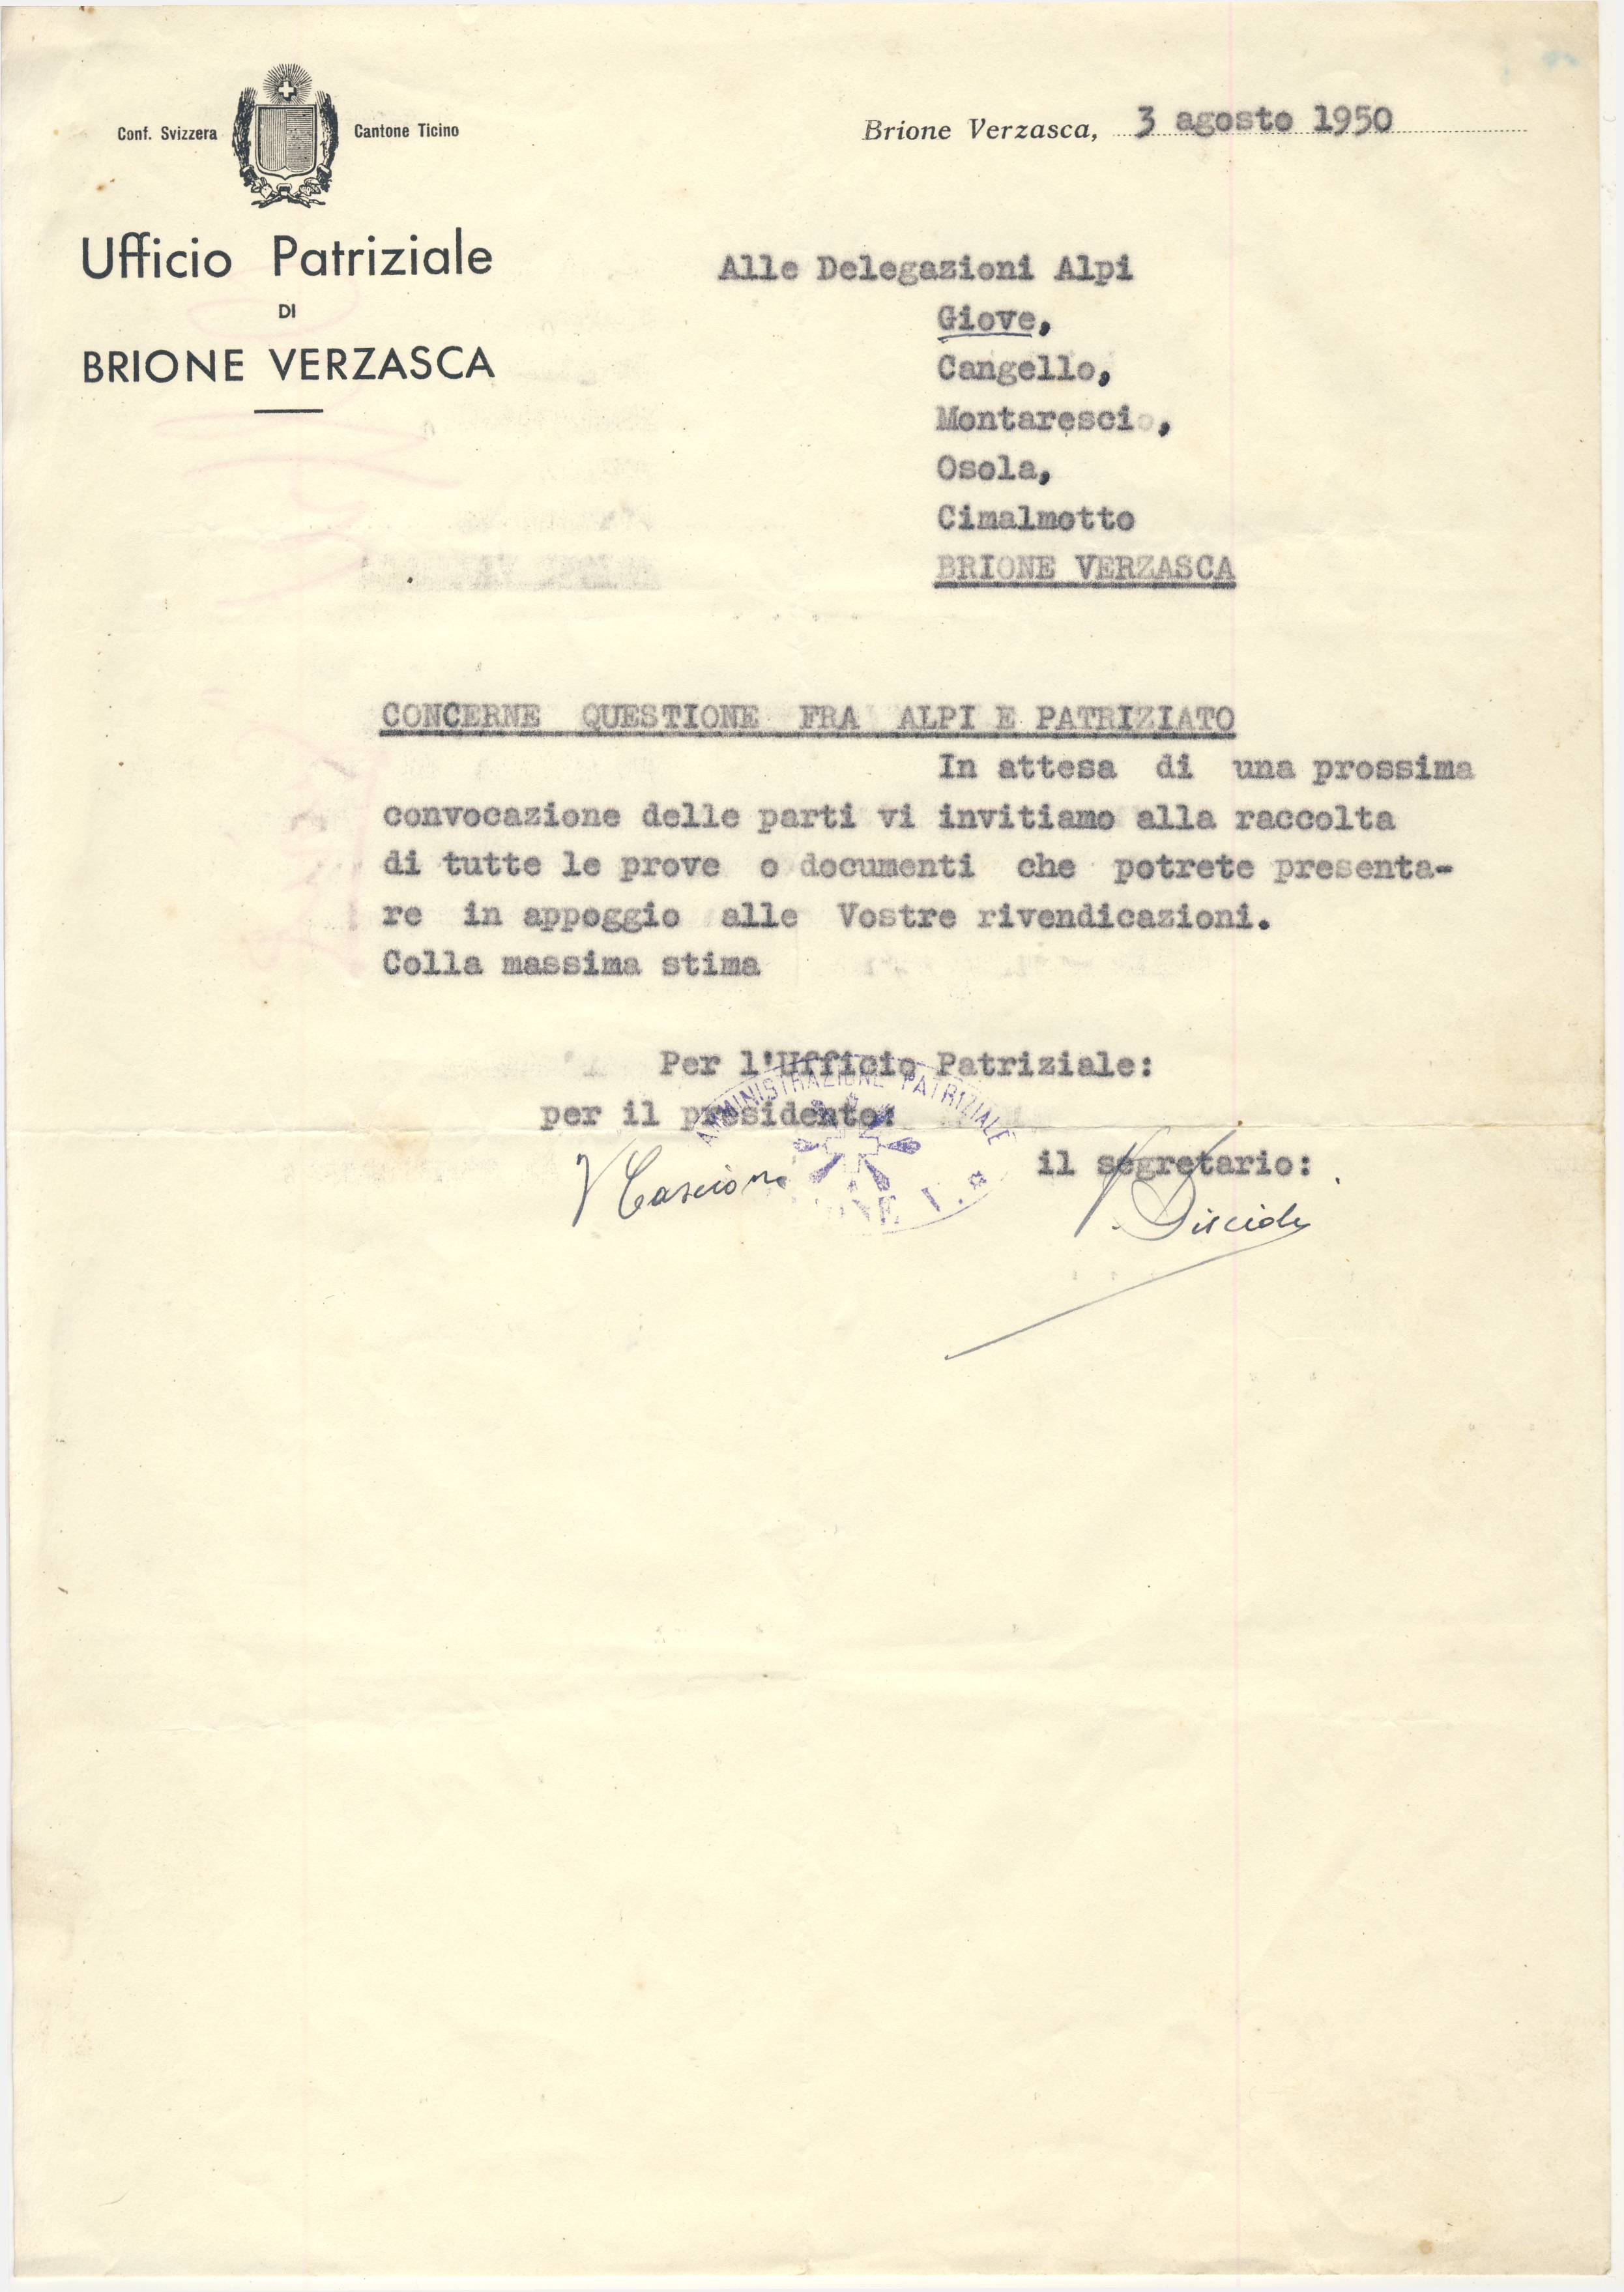 Conf. Svizzera Cantone Ticino
Ufficio Patriziale
DI
BRIONE VERZASCA
Brione Verzasca, 3 agosto 1950
Alle Delegazioni Alpi
Giove,
Cangello,
Montarescio,
Osola,
Cimalmotto
BRIONE VERZASCA
CONCERNE QUESTIONE FRA ALPI E PATRIZIATO
In attesa di una prossima
convocazione delle parti vi invitiamo alla raccolta
di tutte le prove o documenti che potrete presenta-
re in appoggio alle Vostre rivendicazioni.
Colla massima stima
Per l'Ufficio Patriziale:
AMMINISTRAZIONE PATRIZIALE
per il presidente:
il segretario: